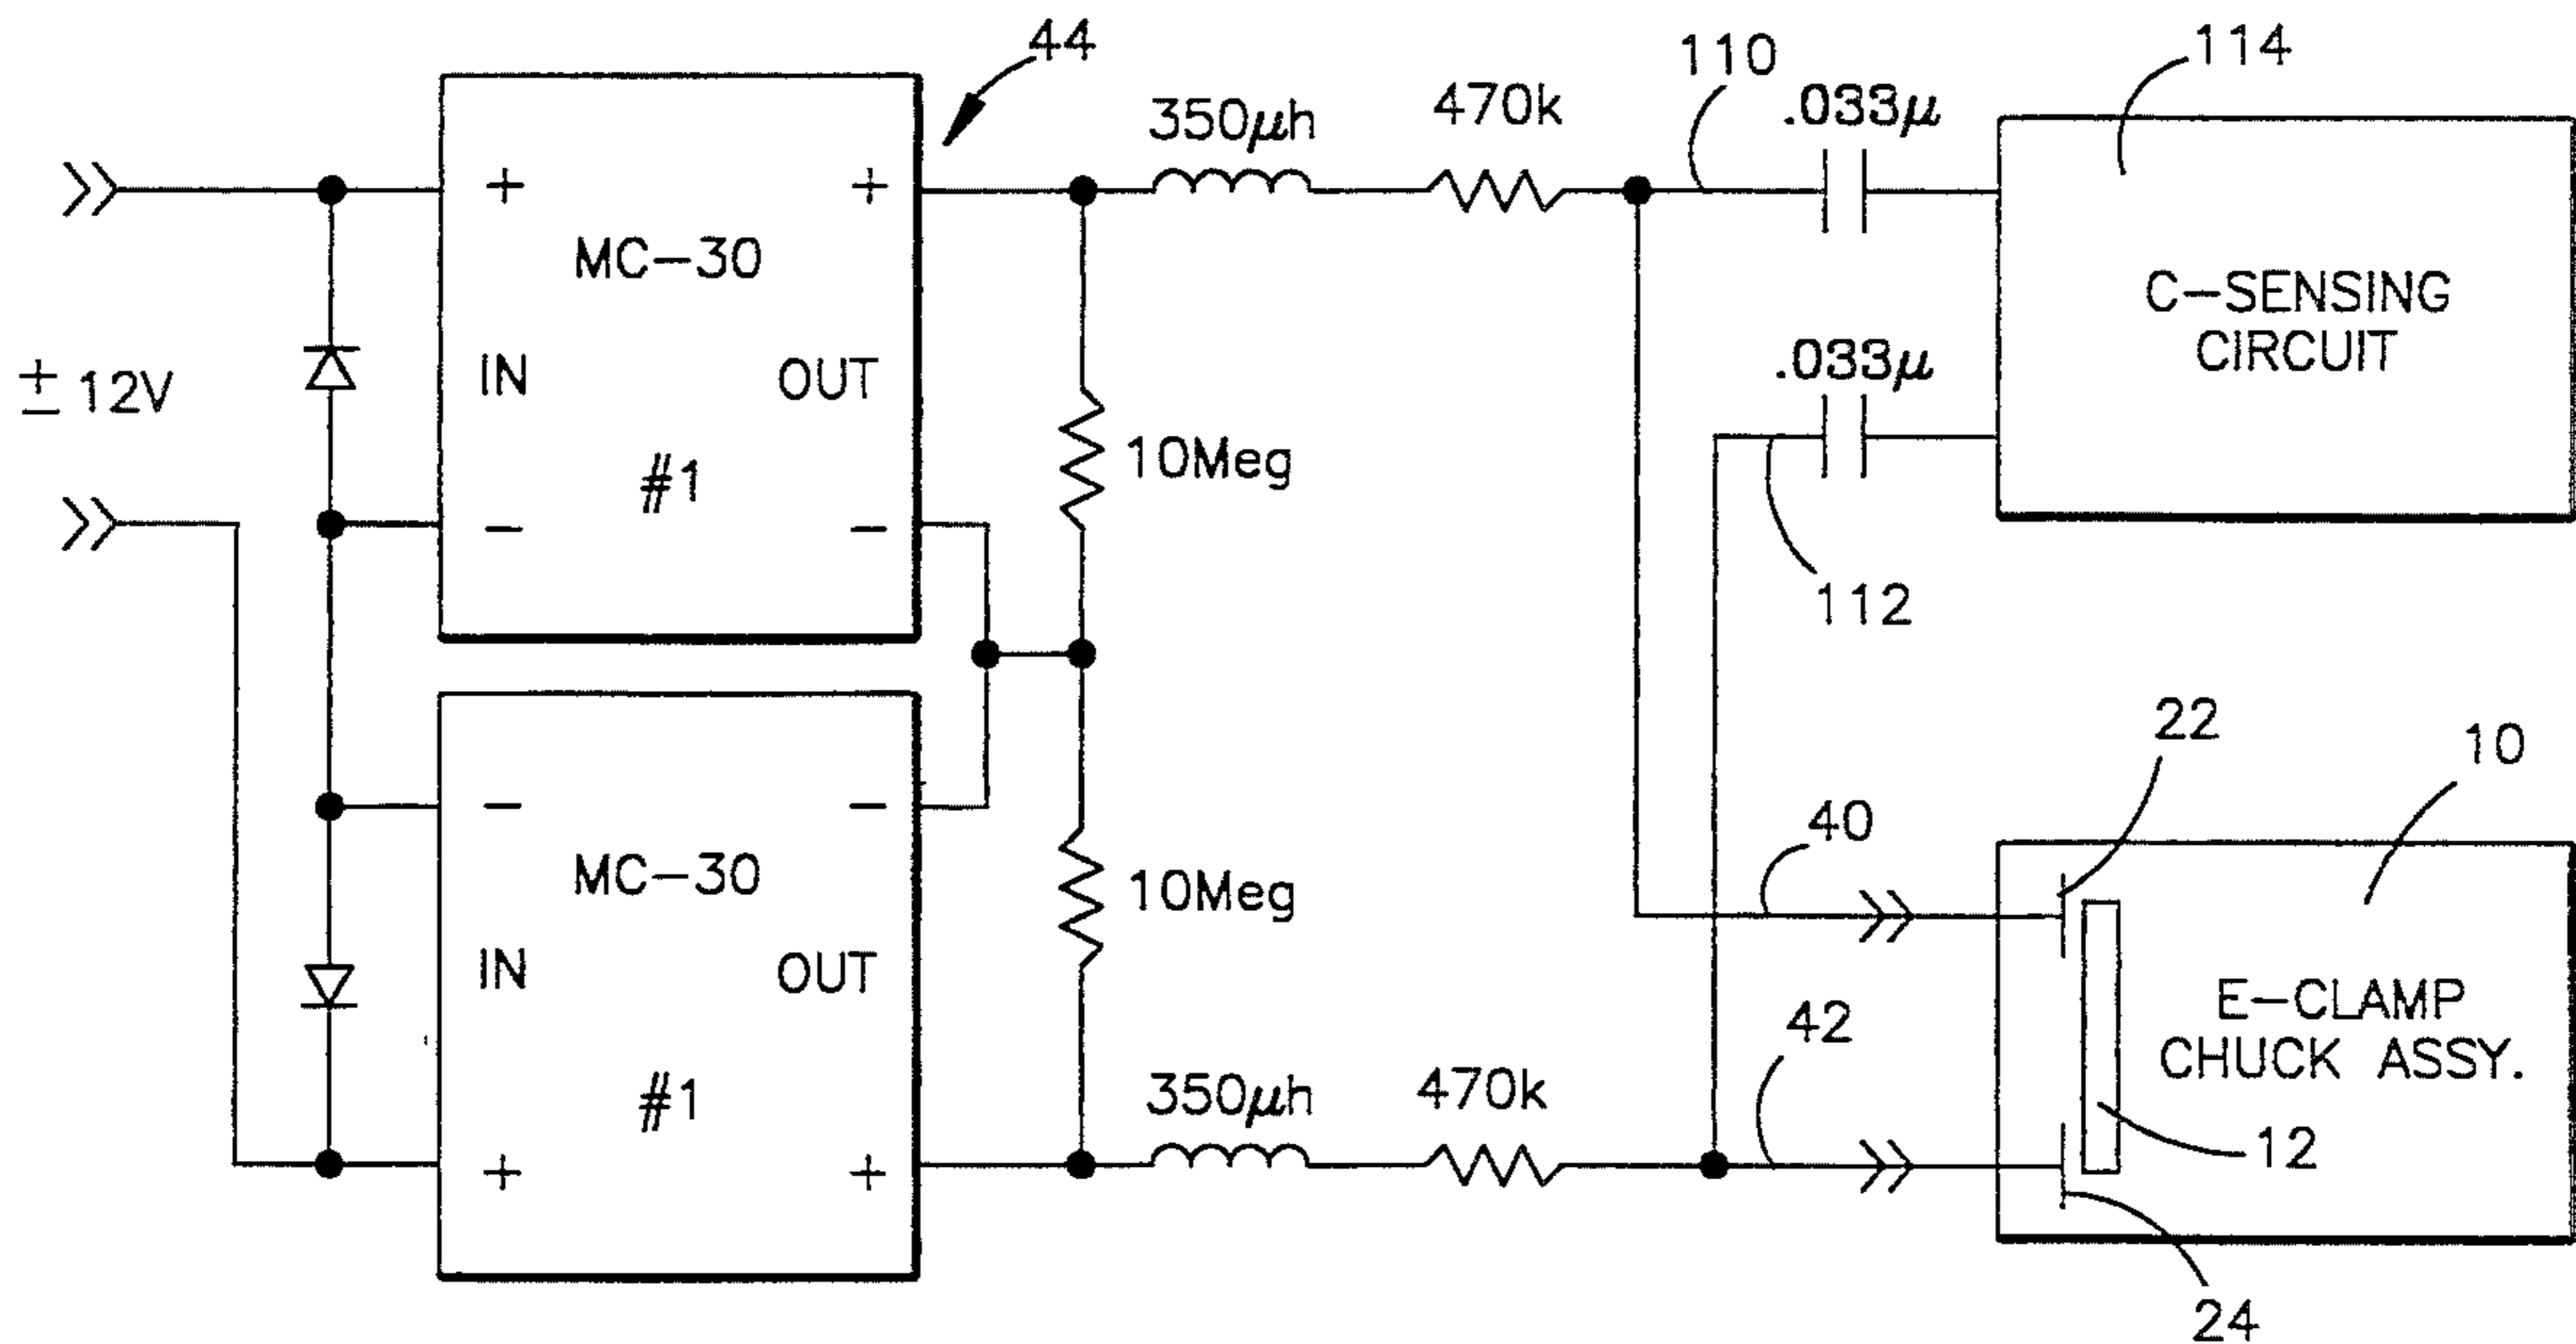 44
110
114
350μh
470k
.033μ
+
+
MC-30
C-SENSING
CIRCUIT
.033μ
± 12V
IN
OUT
10Meg
#1
−
−
112
22
10
−
−
40
MC-30
10Meg
IN
OUT
E-CLAMP
CHUCK ASSY.
42
350μh
470k
#1
12
+
+
24